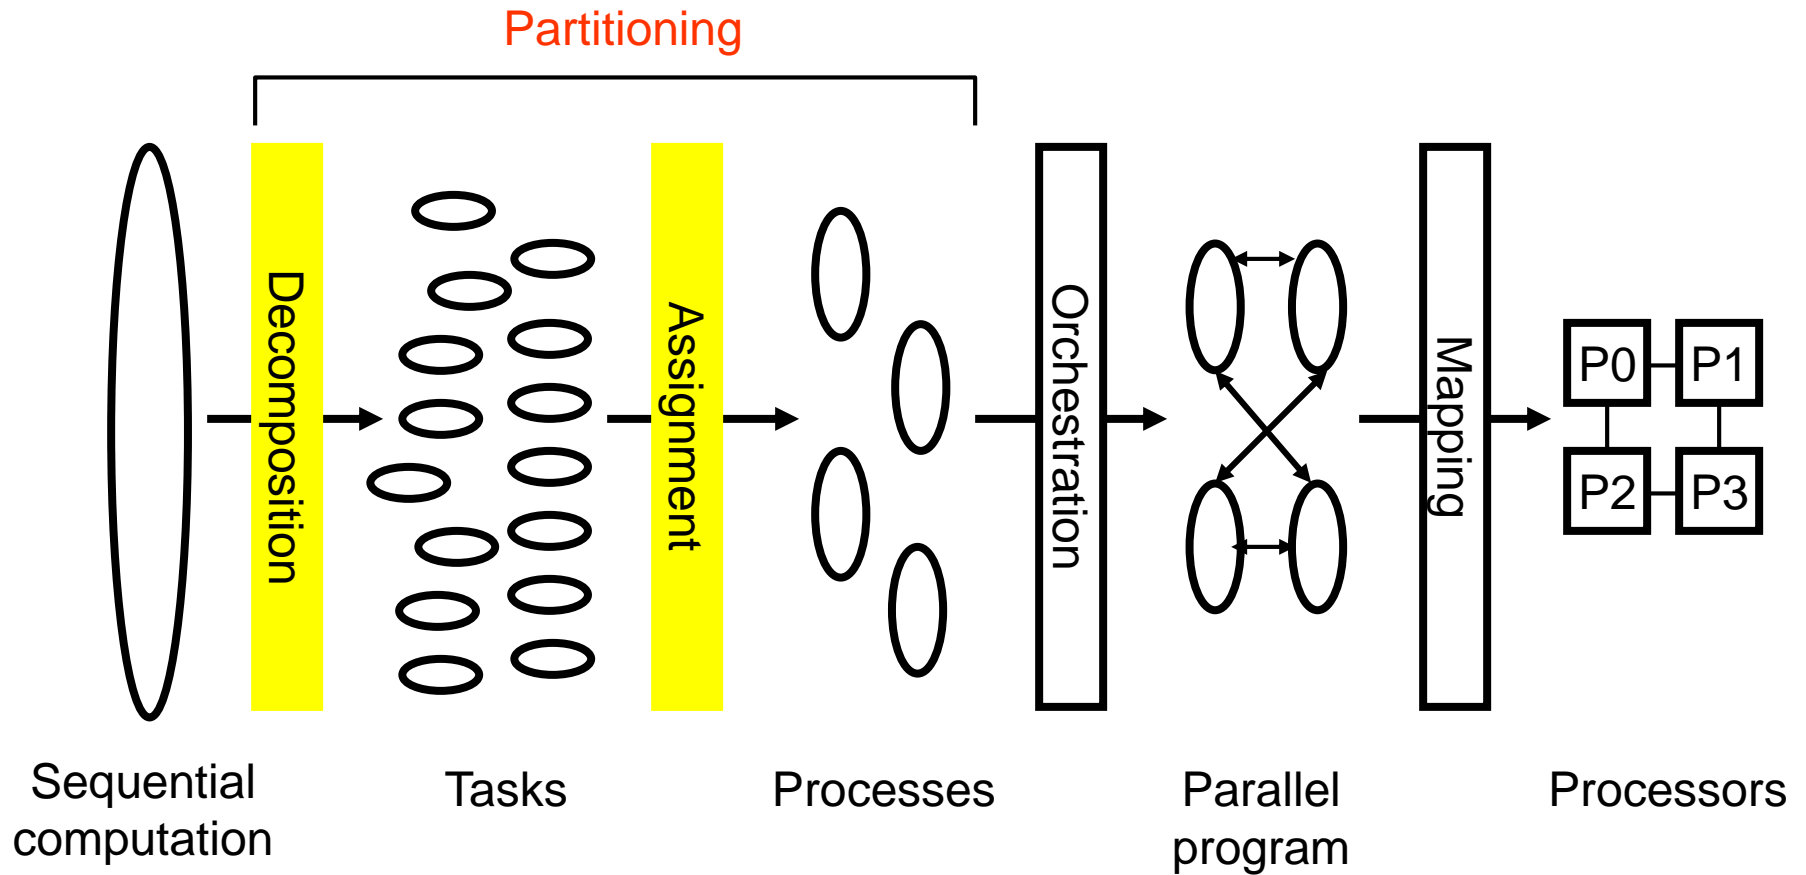 Partitioning
Decomposition
Assignment
Orchestration
Mapping
P0
P1
P2
P3
Sequential
computation
Tasks
Processes
Parallel
program
Processors